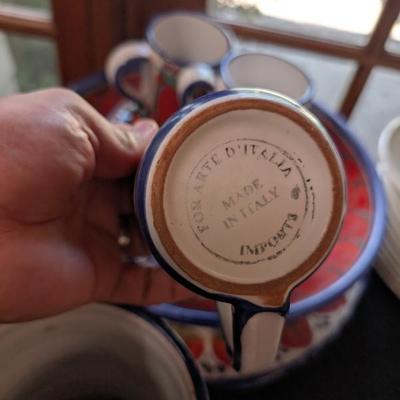 FOR ARTE D'ITALIA
IMPORTS
MADE
IN ITALY